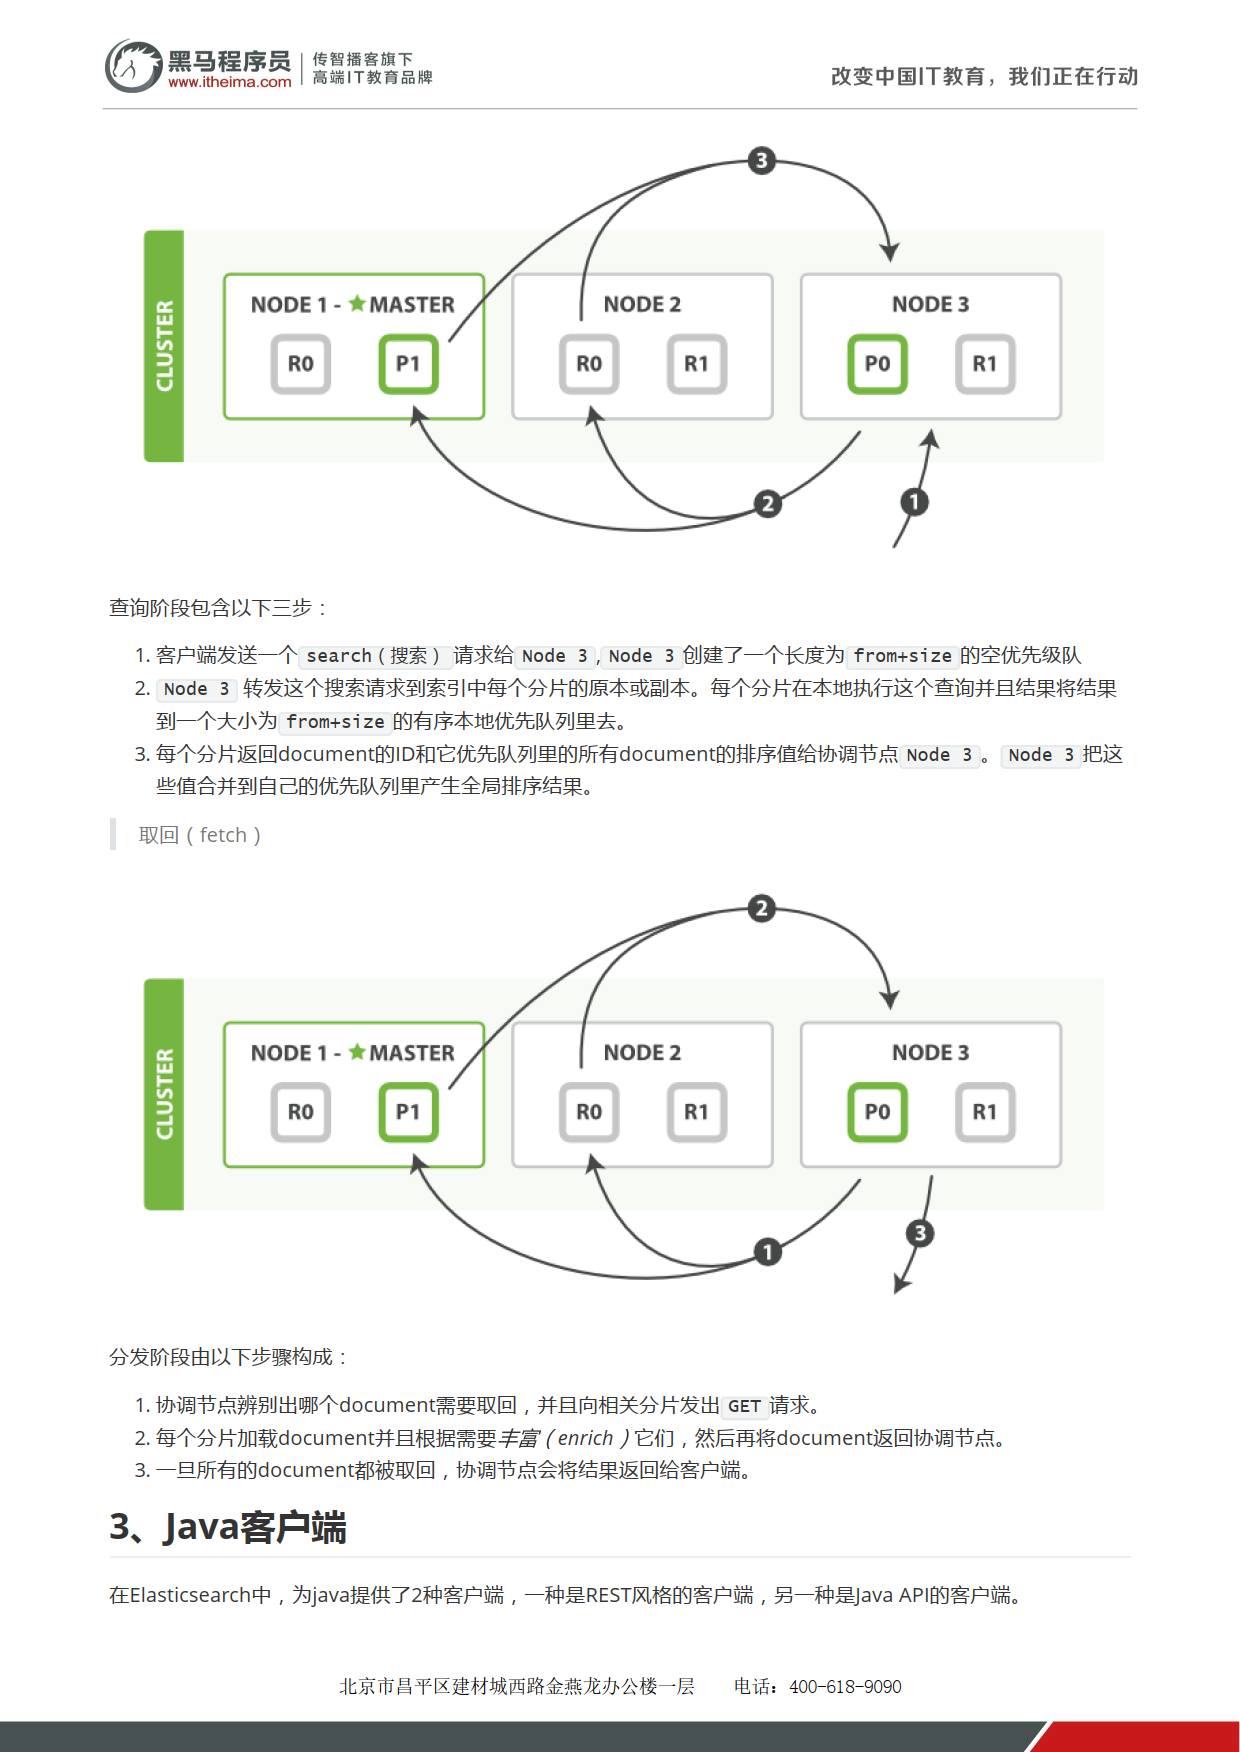 黑马程序员
www.itheima.com
传智播客旗下
高端IT教育品牌
改变中国IT教育，我们正在行动
3
CLUSTER
NODE 1 - ★ MASTER
R0 P1
NODE 2
R0 R1
NODE 3
P0 R1
2
1
查询阶段包含以下三步：
1. 客户端发送一个 search（搜索） 请求给 Node 3 , Node 3 创建了一个长度为 from+size 的空优先级队
2. Node 3 转发这个搜索请求到索引中每个分片的原本或副本。每个分片在本地执行这个查询并且结果将结果
到一个大小为 from+size 的有序本地优先队列里去。
3. 每个分片返回document的ID和它优先队列里的所有document的排序值给协调节点 Node 3 。 Node 3 把这
些值合并到自己的优先队列里产生全局排序结果。
取回（fetch）
2
CLUSTER
NODE 1 - ★ MASTER
R0 P1
NODE 2
R0 R1
NODE 3
P0 R1
3
1
分发阶段由以下步骤构成：
1. 协调节点辨别出哪个document需要取回，并且向相关分片发出 GET 请求。
2. 每个分片加载document并且根据需要丰富（enrich）它们，然后再将document返回协调节点。
3. 一旦所有的document都被取回，协调节点会将结果返回给客户端。
3、Java客户端
在Elasticsearch中，为java提供了2种客户端，一种是REST风格的客户端，另一种是Java API的客户端。
北京市昌平区建材城西路金燕龙办公楼一层 电话：400-618-9090